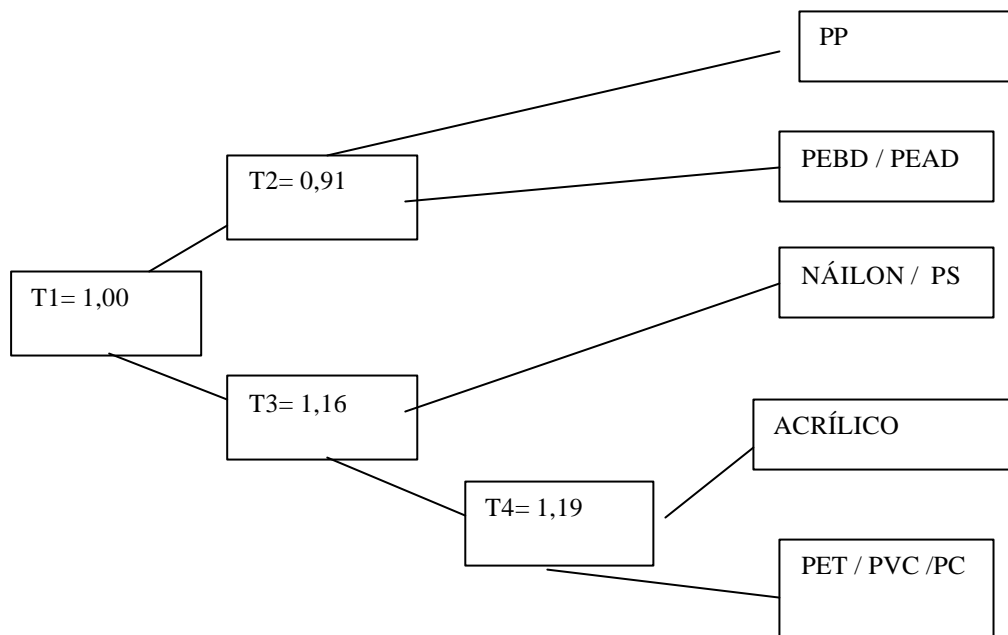 PP
T2= 0,91
PEBD / PEAD
T1= 1,00
NÁILON / PS
T3= 1,16
ACRÍLICO
T4= 1,19
PET / PVC /PC